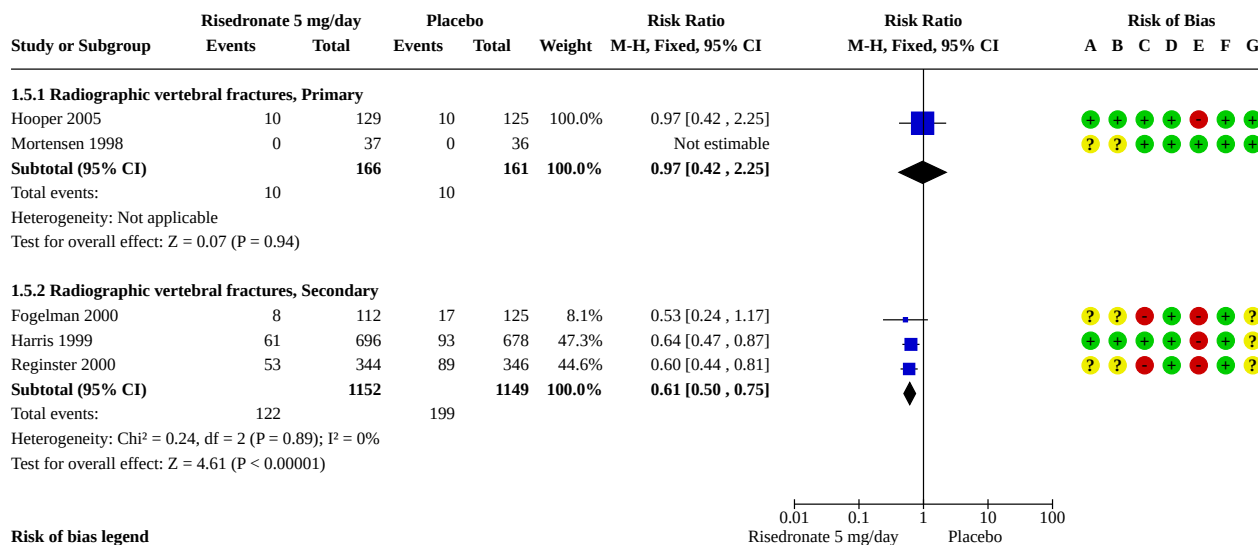 Risedronate 5 mg/day Placebo Risk Ratio Risk Ratio Risk of Bias
Study or Subgroup Events Total Events Total Weight M-H, Fixed, 95% CI M-H, Fixed, 95% CI A B C D E F G
1.5.1 Radiographic vertebral fractures, Primary
Hooper 2005 10 129 10 125 100.0% 0.97 [0.42 , 2.25] + + + + - + +
Mortensen 1998 0 37 0 36 Not estimable ? ? + + + + +
Subtotal (95% CI) 166 161 100.0% 0.97 [0.42 , 2.25]
Total events: 10 10
Heterogeneity: Not applicable
Test for overall effect: Z = 0.07 (P = 0.94)
1.5.2 Radiographic vertebral fractures, Secondary
Fogelman 2000 8 112 17 125 8.1% 0.53 [0.24 , 1.17] ? ? - + - + ?
Harris 1999 61 696 93 678 47.3% 0.64 [0.47 , 0.87] + + + + - + ?
Reginster 2000 53 344 89 346 44.6% 0.60 [0.44 , 0.81] ? ? - + - + ?
Subtotal (95% CI) 1152 1149 100.0% 0.61 [0.50 , 0.75]
Total events: 122 199
Heterogeneity: Chi² = 0.24, df = 2 (P = 0.89); I² = 0%
Test for overall effect: Z = 4.61 (P < 0.00001)
0.01 0.1 1 10 100
Risedronate 5 mg/day Placebo
Risk of bias legend